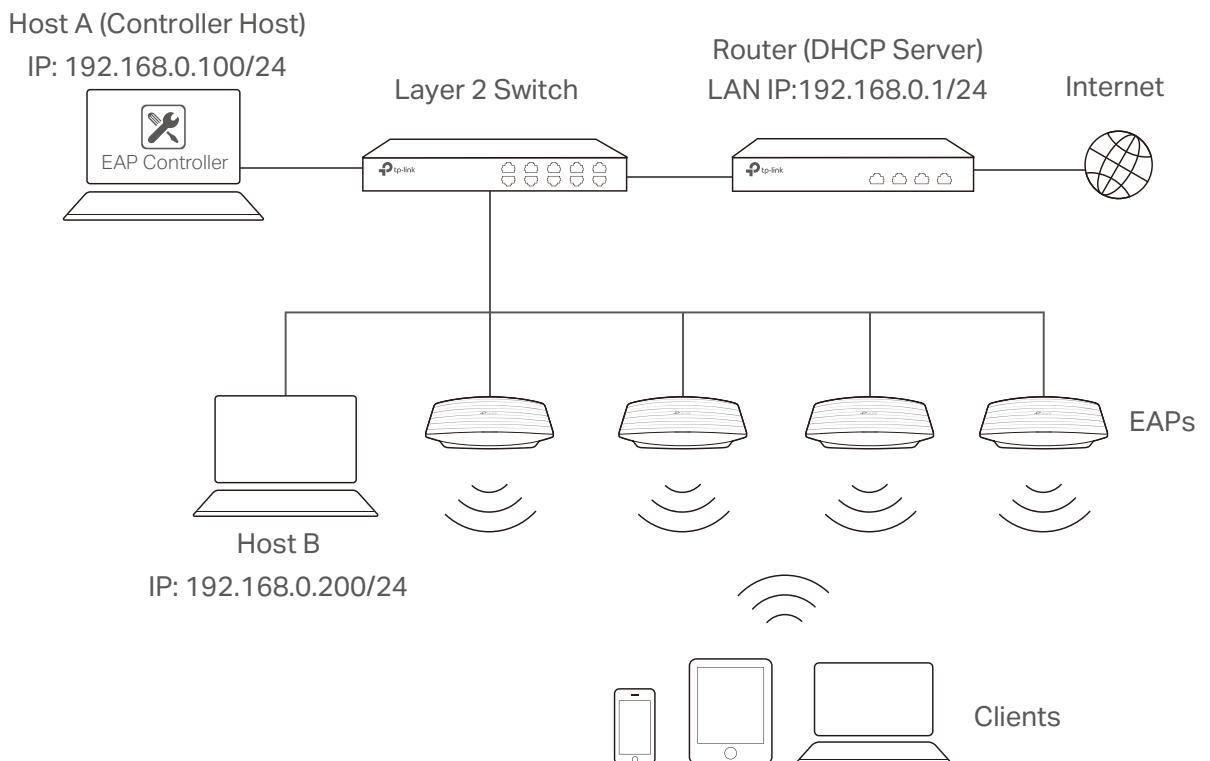 Host A (Controller Host)
IP: 192.168.0.100/24
EAP Controller
Layer 2 Switch
tp-link
Router (DHCP Server)
LAN IP:192.168.0.1/24
tp-link
Internet
EAPs
Host B
IP: 192.168.0.200/24
Clients